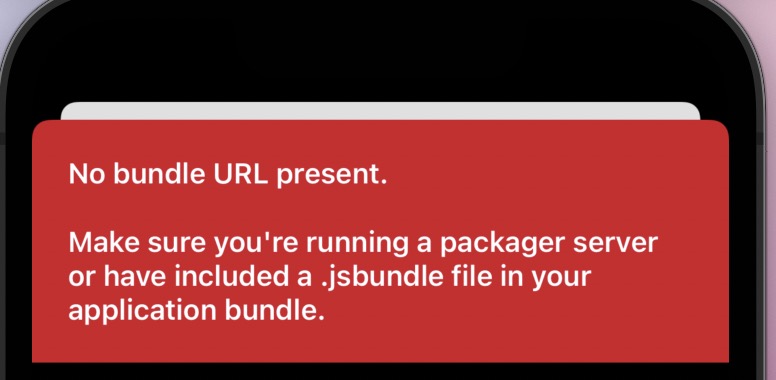 No bundle URL present.
Make sure you're running a packager server
or have included a .jsbundle file in your
application bundle.